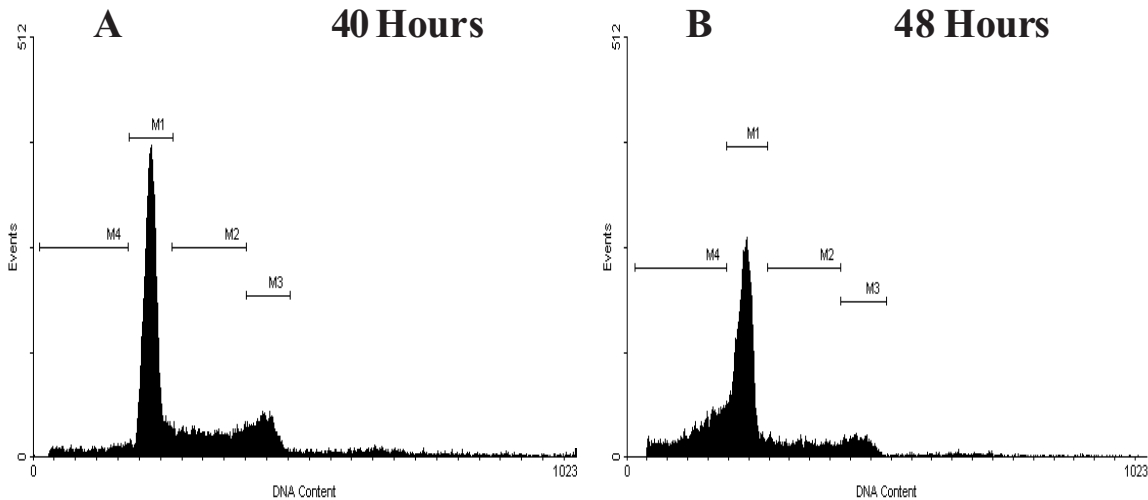 A 40 Hours
512
M1
M4 M2
M3
Events
0
0 1023
DNA Content
B 48 Hours
512
M1
M4 M2
M3
Events
0
0 1023
DNA Content